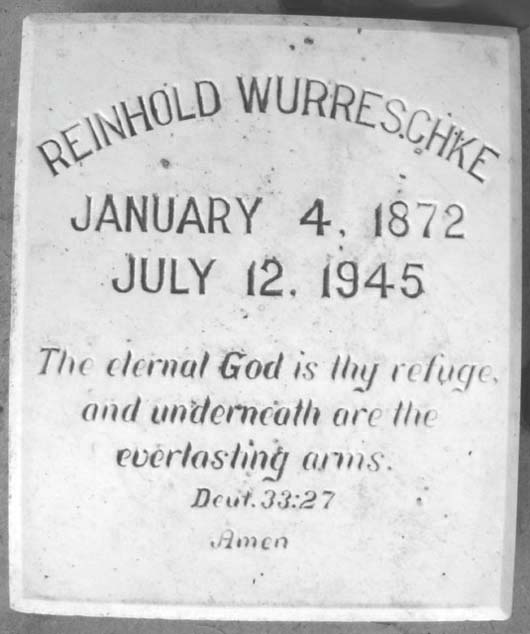 REINHOLD WURRESCHKE
JANUARY 4, 1872
JULY 12, 1945
The eternal God is thy refuge,
and underneath are the
everlasting arms.
Deut. 33:27
Amen